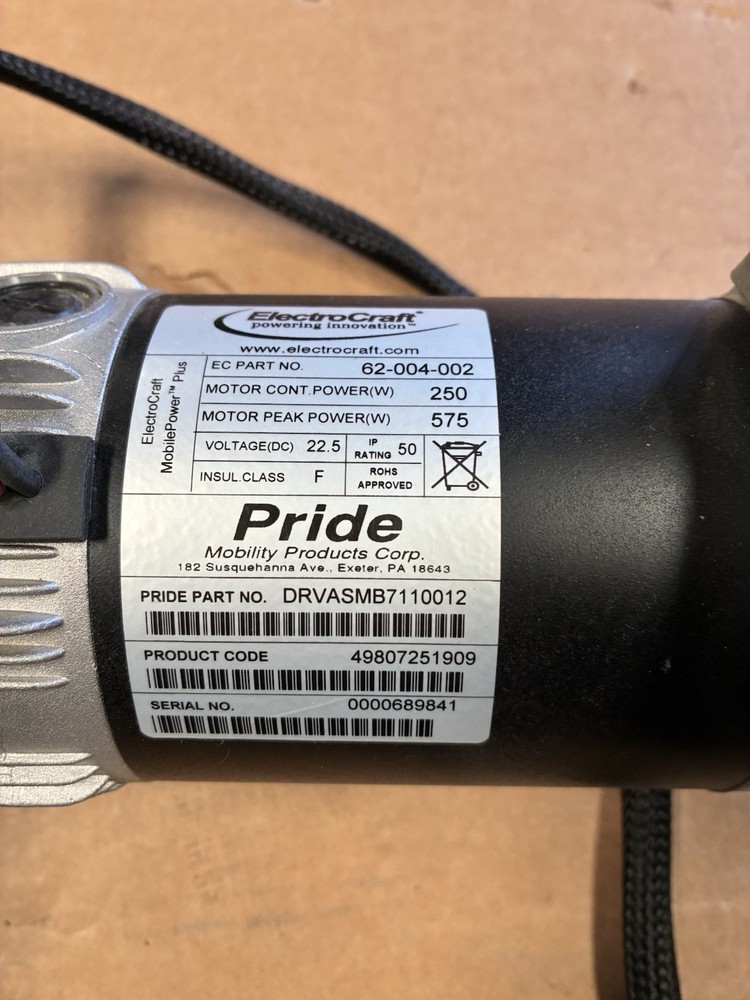 ElectroCraft®
powering innovation™
www.electrocraft.com
ElectroCraft
MobilePower™ Plus
EC PART NO. 62-004-002
MOTOR CONT.POWER(W) 250
MOTOR PEAK POWER(W) 575
VOLTAGE(DC) 22.5 IP RATING 50
INSUL.CLASS F ROHS APPROVED
Pride
Mobility Products Corp.
182 Susquehanna Ave., Exeter, PA 18643
PRIDE PART NO. DRVASMB7110012
PRODUCT CODE 49807251909
SERIAL NO. 0000689841